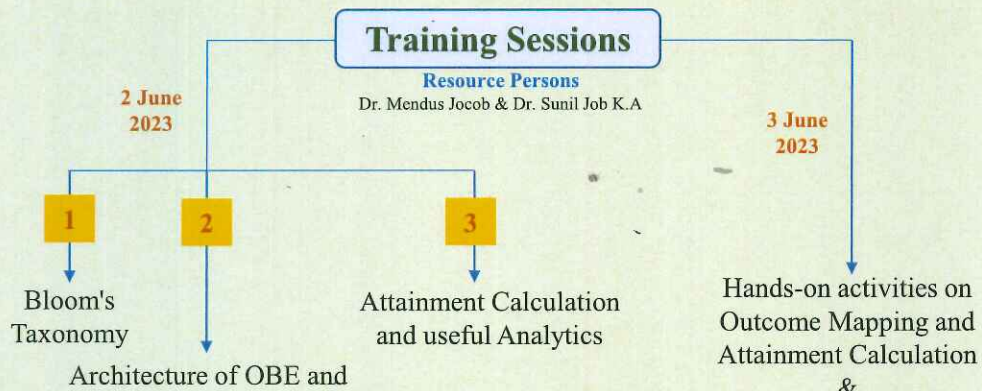 Training Sessions
Resource Persons
Dr. Mendus Jocob & Dr. Sunil Job K.A
2 June
2023
3 June
2023
1
2
3
Bloom's
Taxonomy
Architecture of OBE and
Attainment Calculation
and useful Analytics
Hands-on activities on
Outcome Mapping and
Attainment Calculation
&